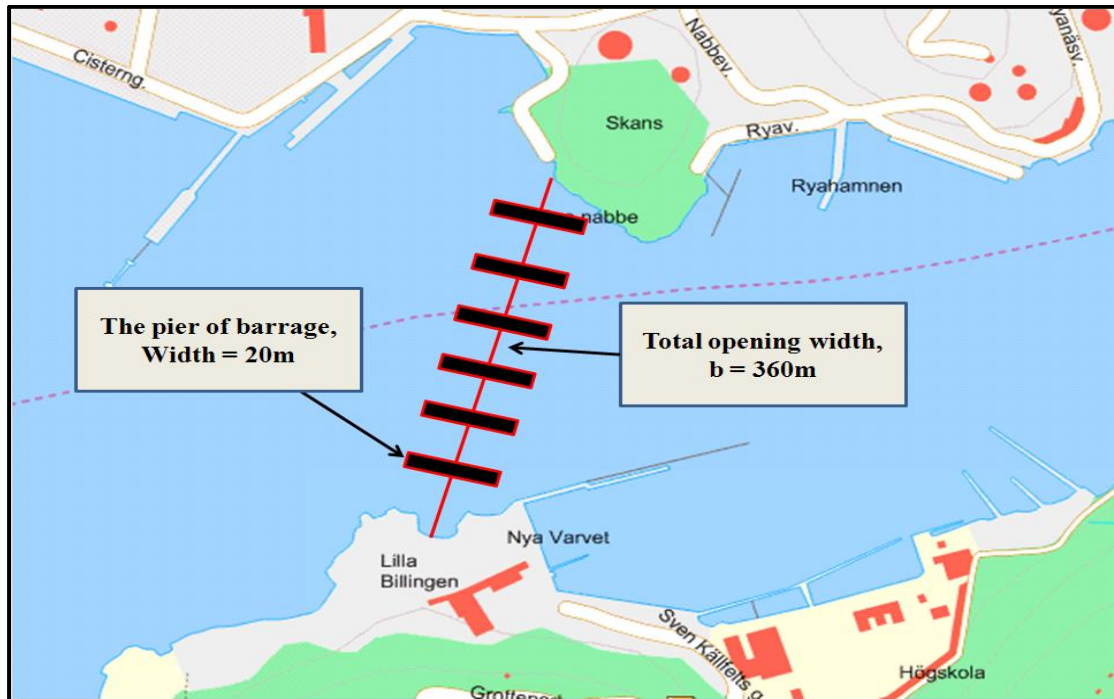 Cisterng.
Nabbev.
yanäsv.
Skans
Ryav.
Ryahamnen
nabbe
The pier of barrage,
Width = 20m
Total opening width,
b = 360m
Nya Varvet
Lilla
Billingen
Sven Källfelts g.
Högskola